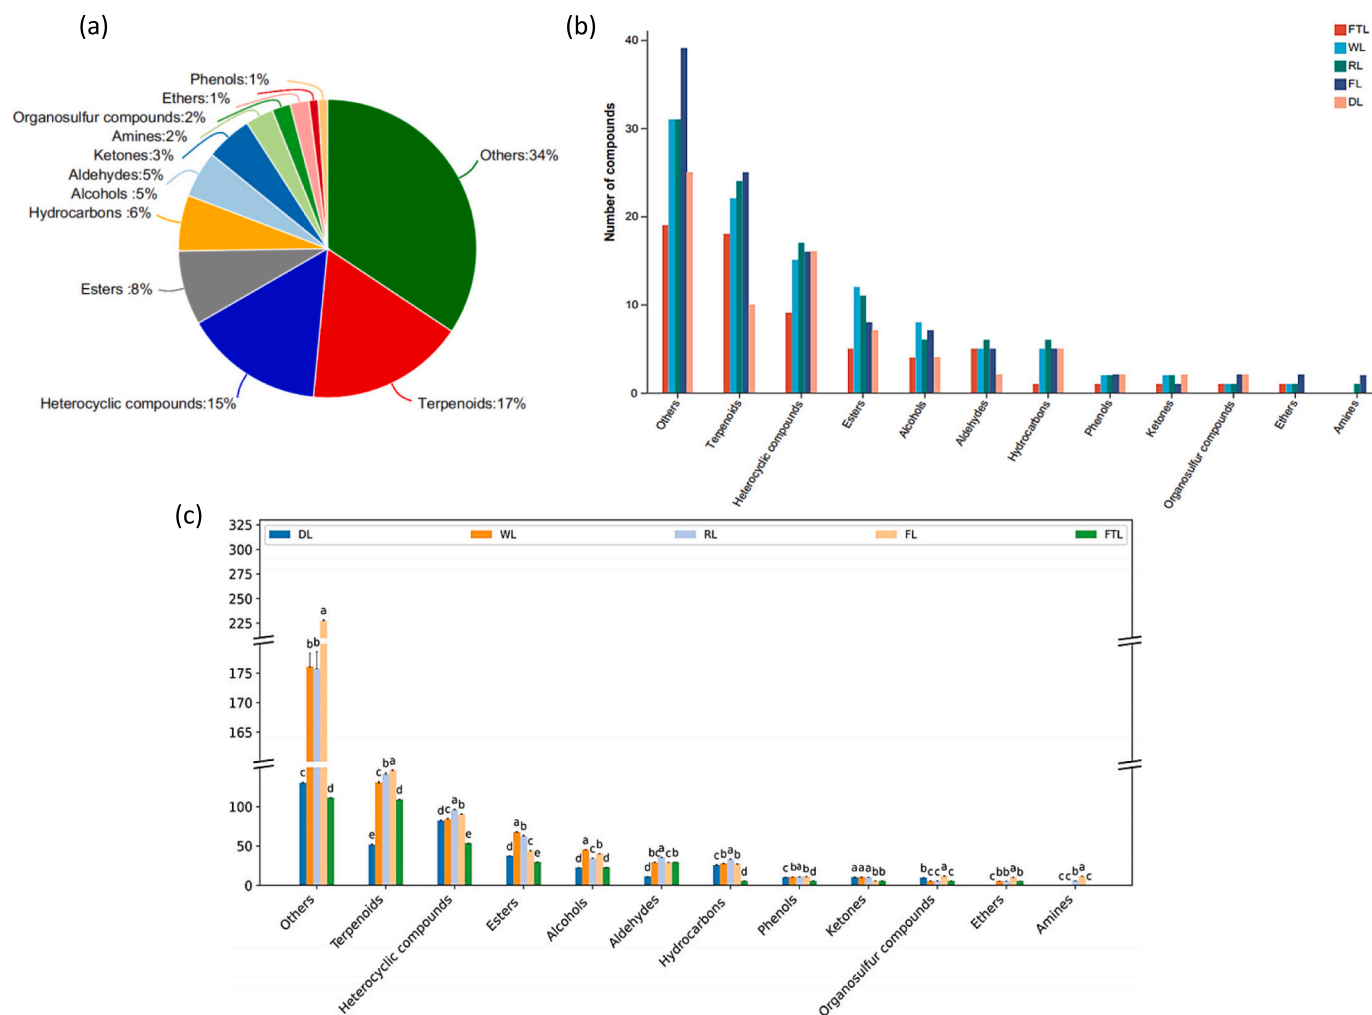 (a)
Phenols:1%
Ethers:1%
Organosulfur compounds:2%
Amines:2%
Ketones:3%
Aldehydes:5%
Alcohols :5%
Hydrocarbons :6%
Esters :8%
Heterocyclic compounds:15%
Terpenoids:17%
Others:34%
(b)
FTL
WL
RL
FL
DL
Number of compounds
40
30
20
10
0
Others
Terpenoids
Heterocyclic compounds
Esters
Alcohols
Aldehydes
Hydrocarbons
Phenols
Ketones
Organosulfur compounds
Ethers
Amines
(c)
DL WL RL FL FTL
325
300
275
250
225
175
170
165
100
50
0
c b b a d
e c b a d
d c a b e
d a b c e
d a c b d
d bc a c b
c b a b d
c b a b d
a a a b b
b c c a c
c b b a b
c c b a c
Others
Terpenoids
Heterocyclic compounds
Esters
Alcohols
Aldehydes
Hydrocarbons
Phenols
Ketones
Organosulfur compounds
Ethers
Amines